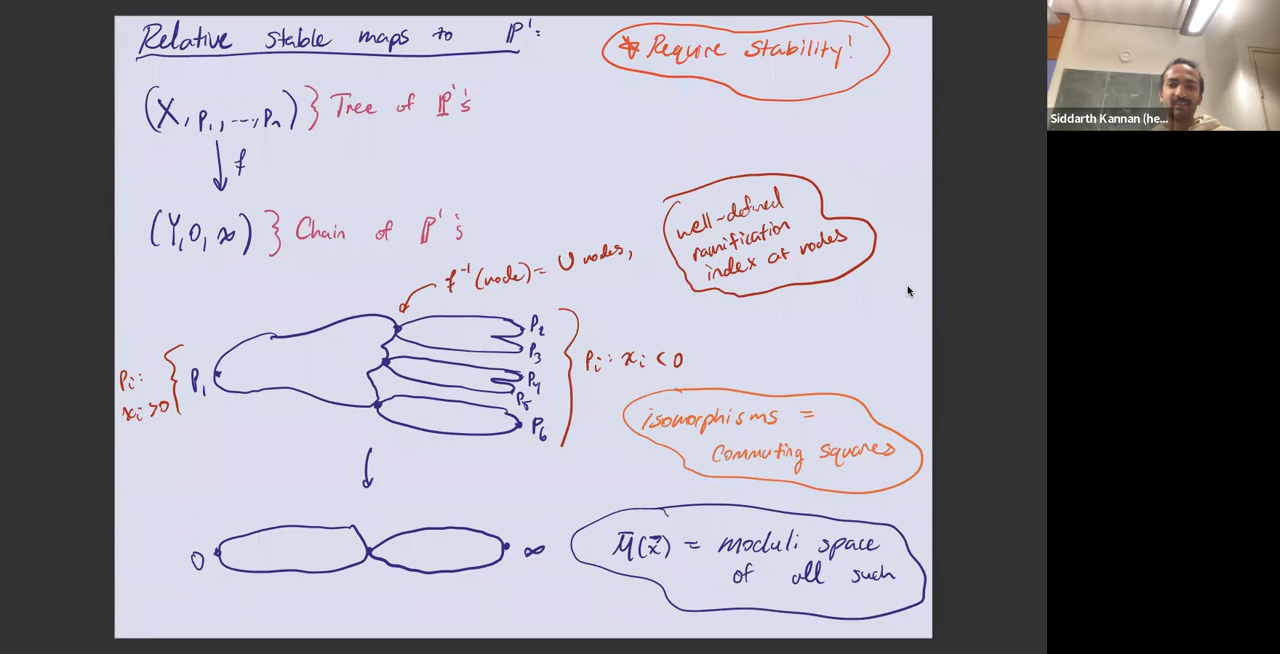 Relative stable maps to ℙ¹:
* Require Stability!
(X, p₁, ..., pₙ) } Tree of ℙ¹'s
↓ f
(Y, 0, ∞) } Chain of ℙ¹'s
well-defined
ramification
index at nodes
f⁻¹(node) = ∪ nodes,
P₂
P₃
Pᵢ:
xᵢ>0
P₁
P₄
P₅
P₆
Pᵢ: xᵢ < 0
isomorphisms =
Commuting squares
0
∞
M̄(x⃗) = moduli space
of all such
Siddarth Kannan (he...